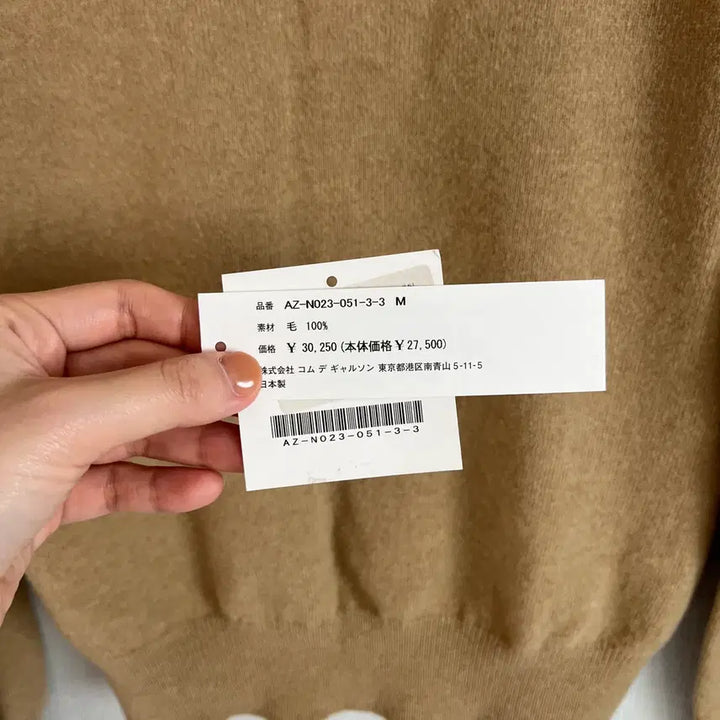 品番 AZ-N023-051-3-3 M
素材 毛 100%
価格 ¥ 30,250(本体価格¥ 27,500)
株式会社 コム デ ギャルソン 東京都港区南青山 5-11-5
日本製
AZ-N023-051-3-3